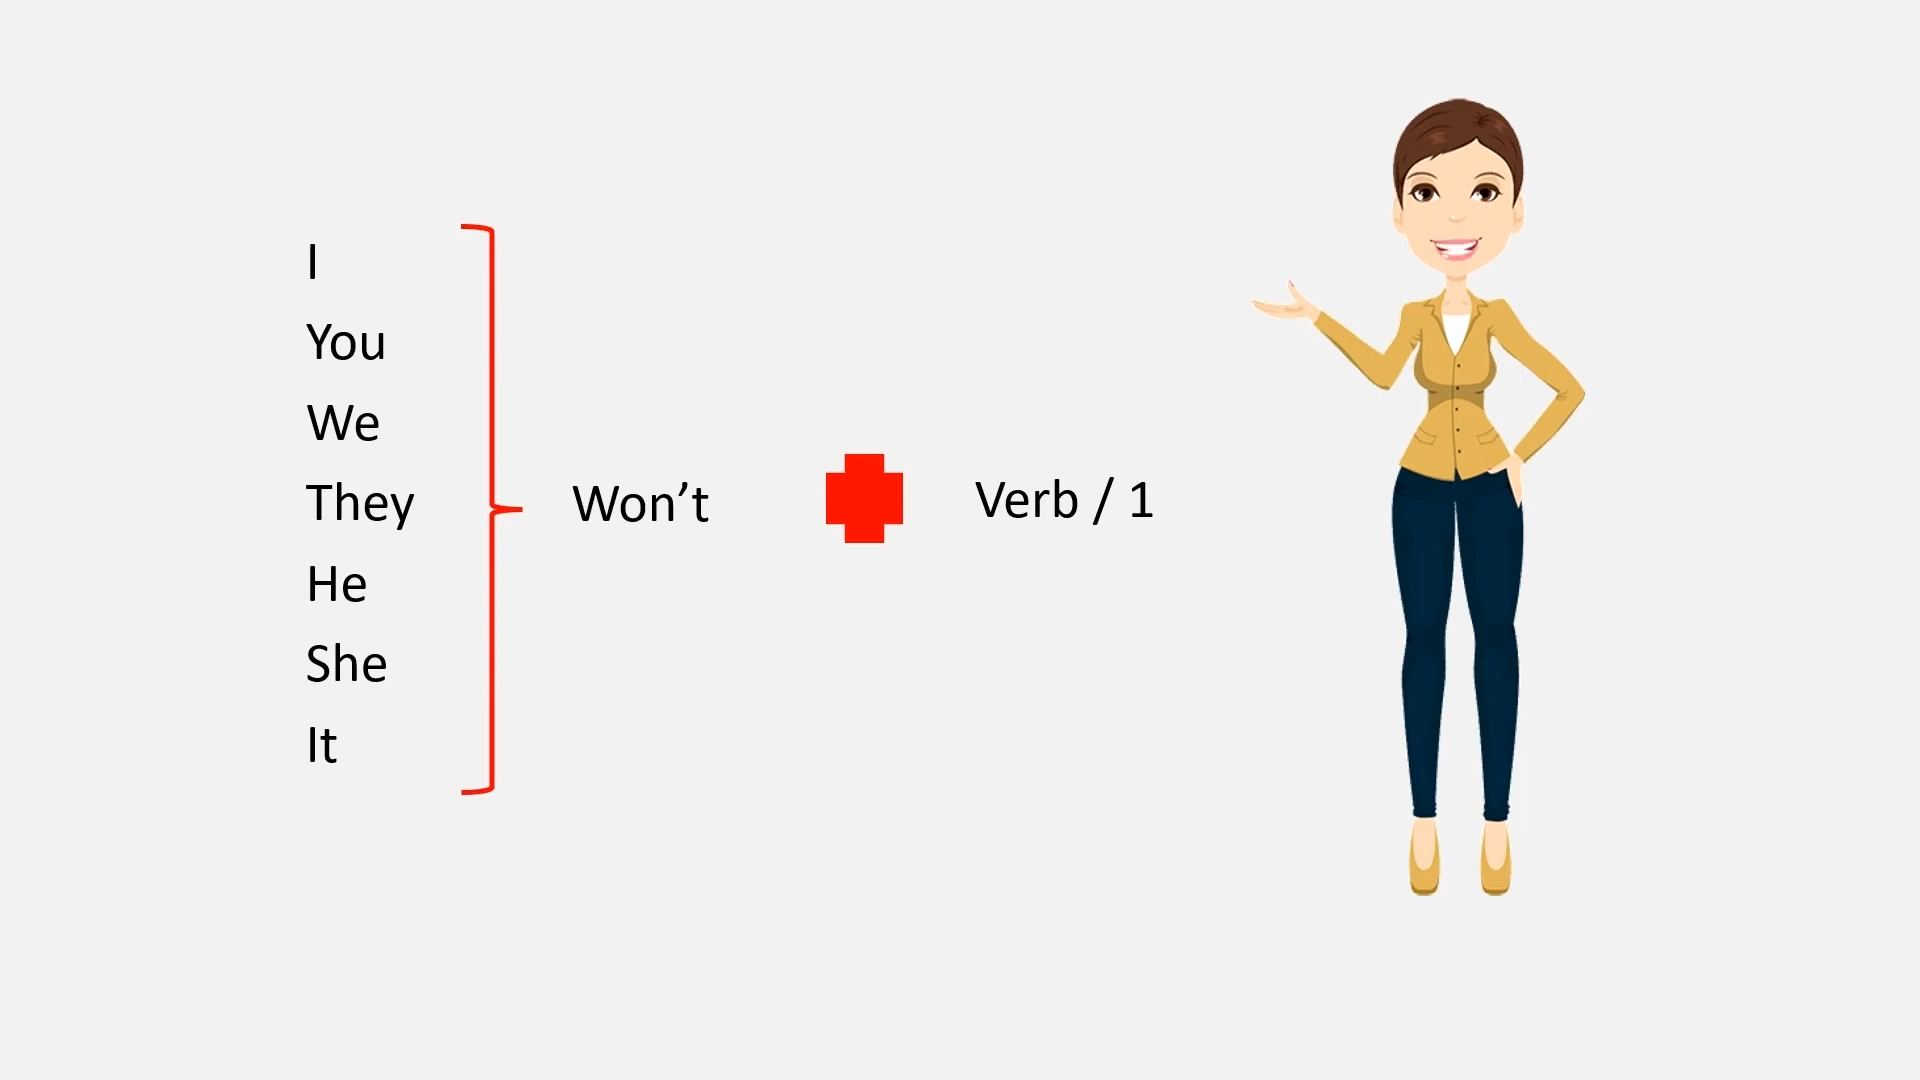 I
You
We
They
He
She
It
Won’t
Verb / 1